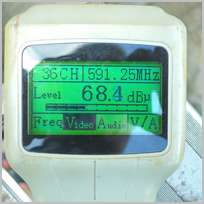 36CH 591.25MHz
Level 68.4 dBµ
Freq Video Audio V/A